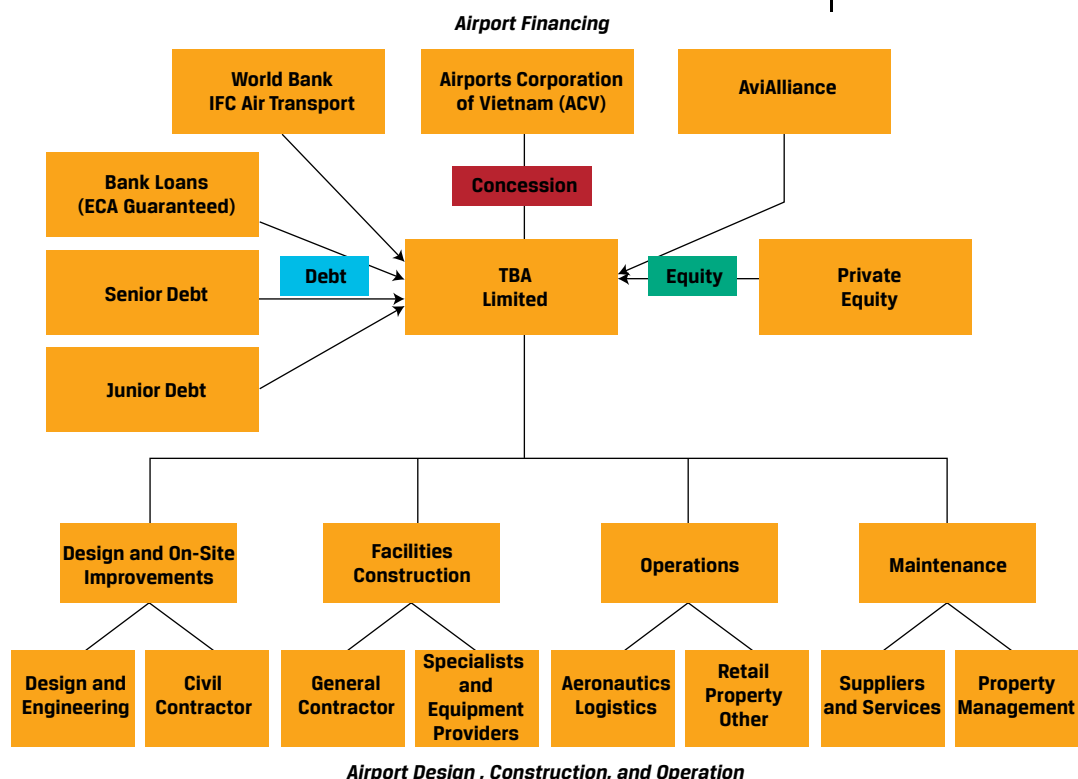 Airport Financing
World Bank
IFC Air Transport
Airports Corporation
of Vietnam (ACV)
AviAlliance
Bank Loans
(ECA Guaranteed)
Concession
Senior Debt
Debt
TBA
Limited
Equity
Private
Equity
Junior Debt
Design and On-Site
Improvements
Facilities
Construction
Operations
Maintenance
Design and
Engineering
Civil
Contractor
General
Contractor
Specialists
and
Equipment
Providers
Aeronautics
Logistics
Retail
Property
Other
Suppliers
and Services
Property
Management
Airport Design , Construction, and Operation